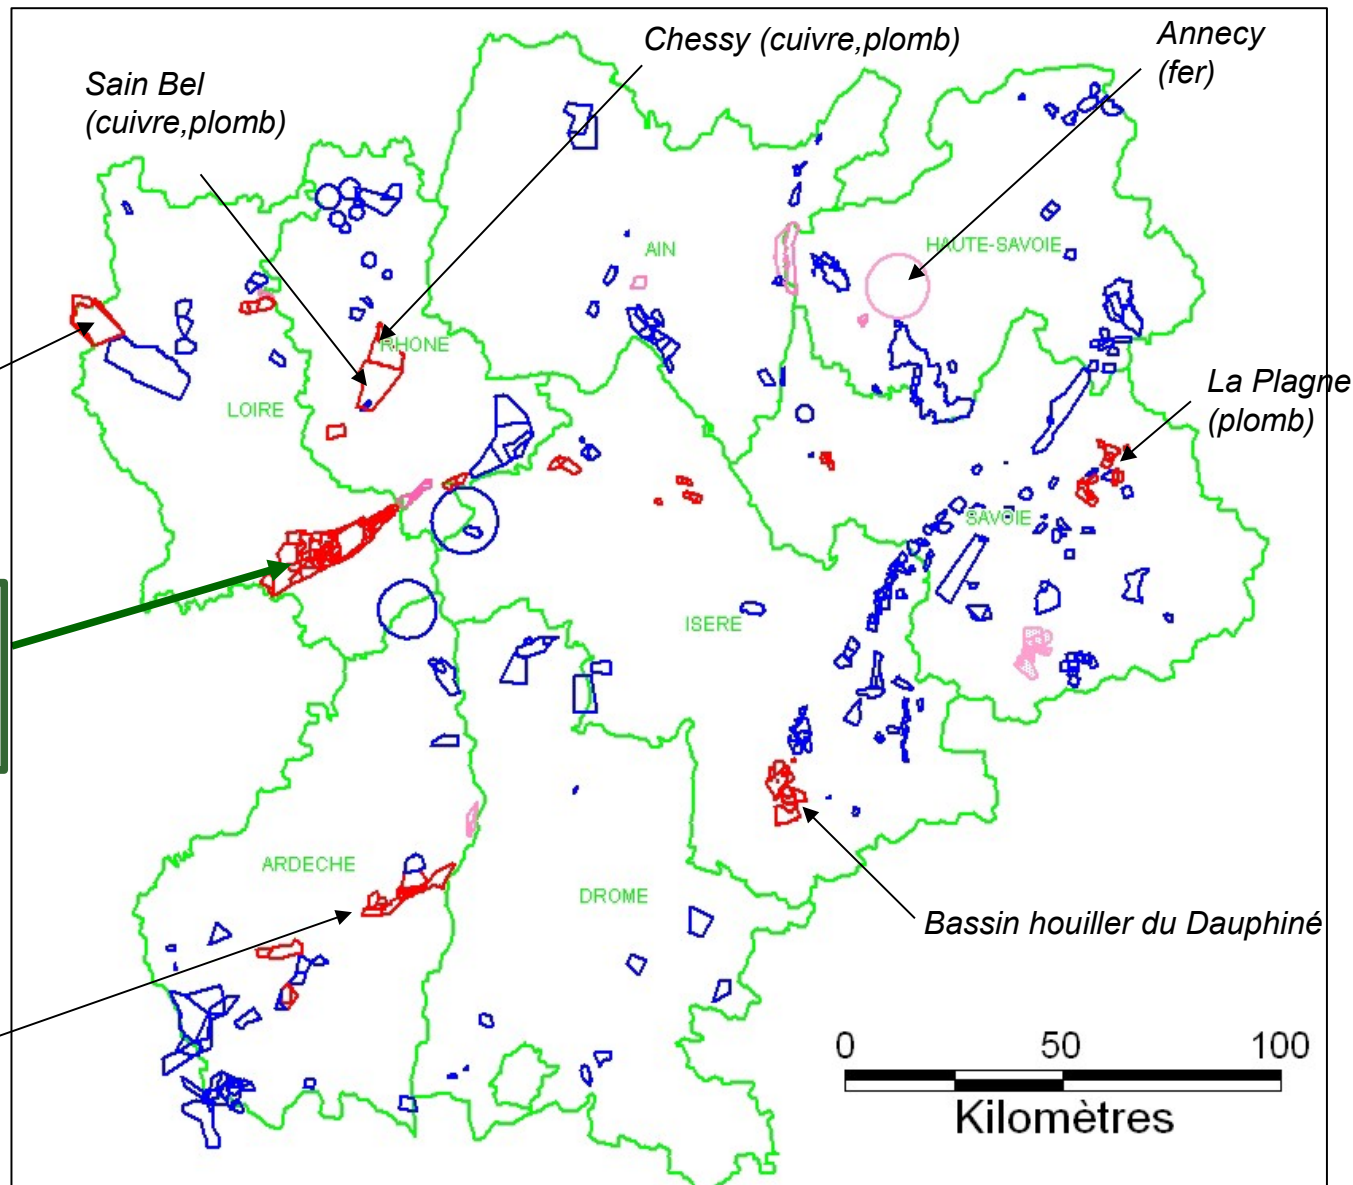 Chessy (cuivre,plomb)
Annecy
(fer)
Sain Bel
(cuivre,plomb)
AIN
HAUTE-SAVOIE
RHONE
La Plagne
(plomb)
LOIRE
SAVOIE
ISERE
ARDECHE
DROME
Bassin houiller du Dauphiné
0 50 100
Kilomètres